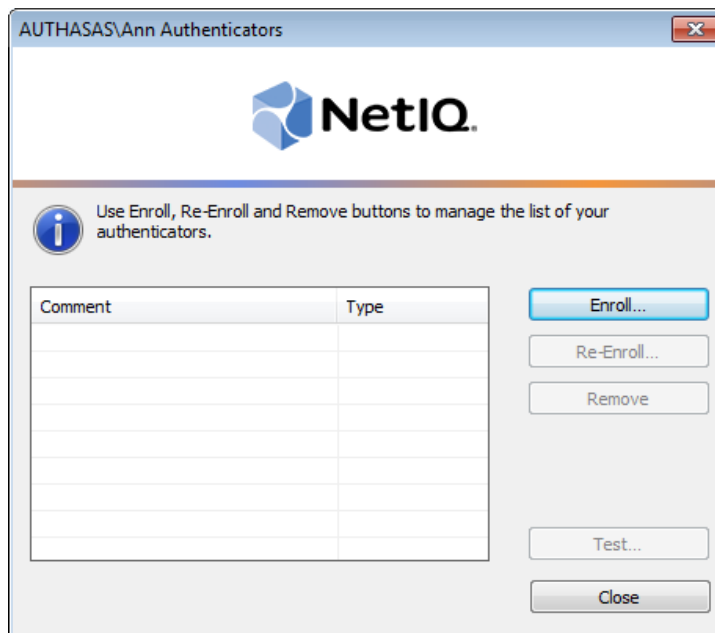 AUTHASAS\Ann Authenticators
NetIQ.
Use Enroll, Re-Enroll and Remove buttons to manage the list of your
authenticators.
Comment Type
Enroll...
Re-Enroll...
Remove
Test...
Close